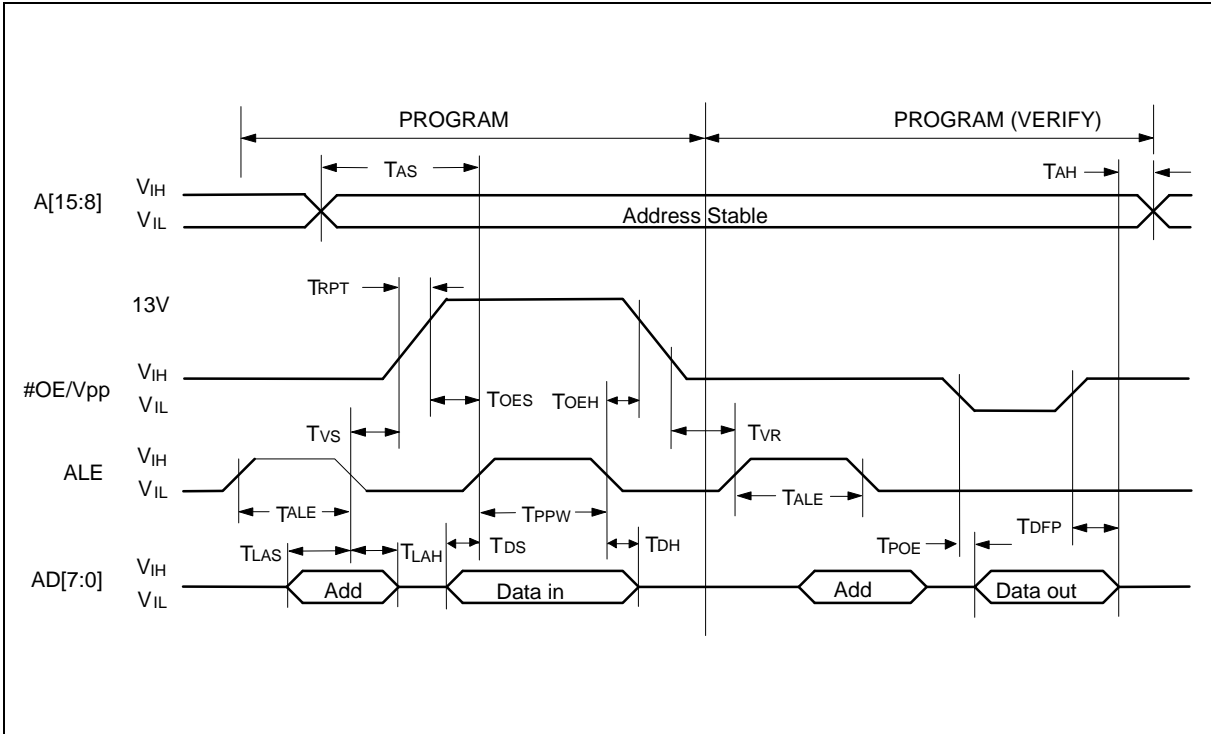 PROGRAM PROGRAM (VERIFY)
TAS TAH
A[15:8] VIH
VIL
Address Stable
TRPT
13V
#OE/Vpp VIH
VIL
TOES TOEH
TVS TVR
ALE VIH
VIL
TALE TPPW TALE
TLAS TLAH TDS TDH TPOE TDFP
AD[7:0] VIH
VIL
Add Data in Add Data out